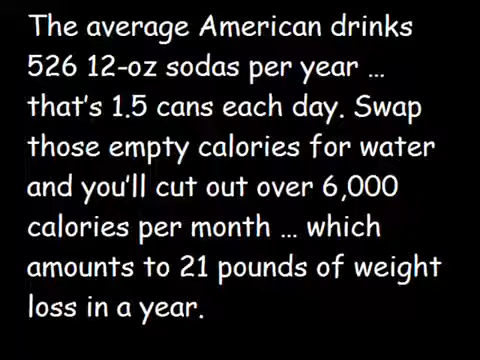 The average American drinks
526 12-oz sodas per year …
that's 1.5 cans each day. Swap
those empty calories for water
and you'll cut out over 6,000
calories per month … which
amounts to 21 pounds of weight
loss in a year.